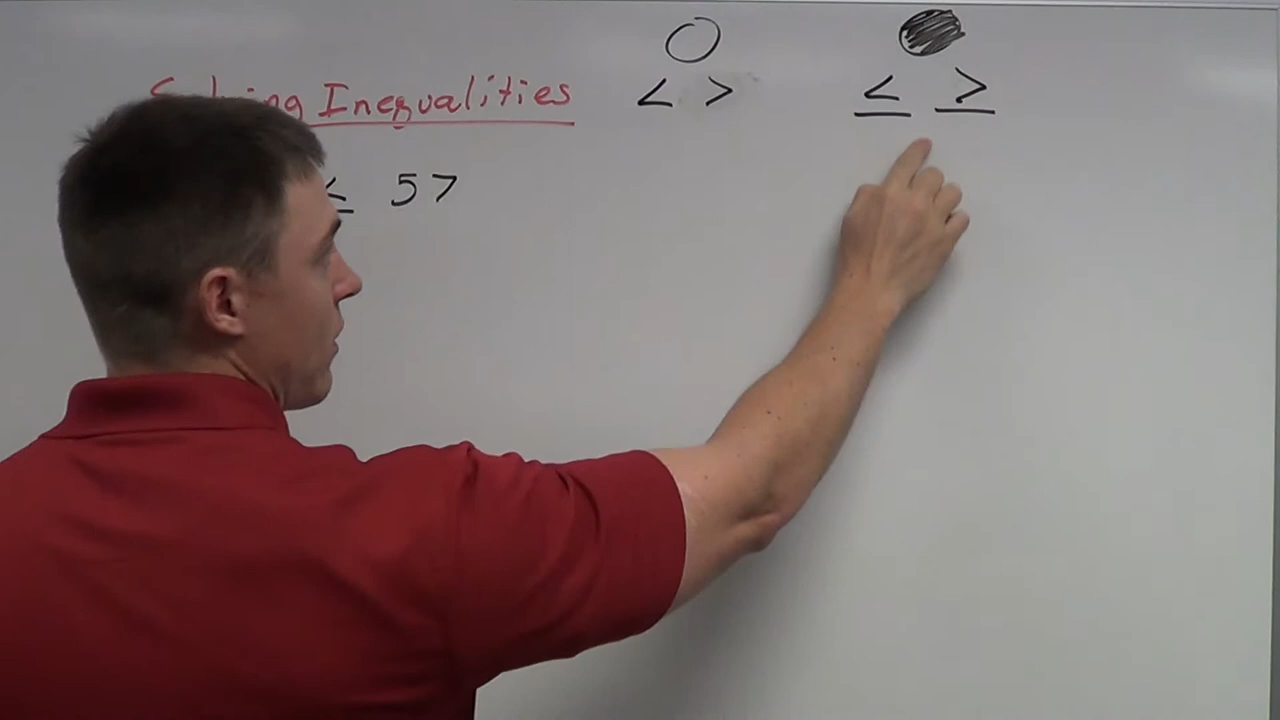 Solving Inequalities
< >
≤ ≥
≤ 57